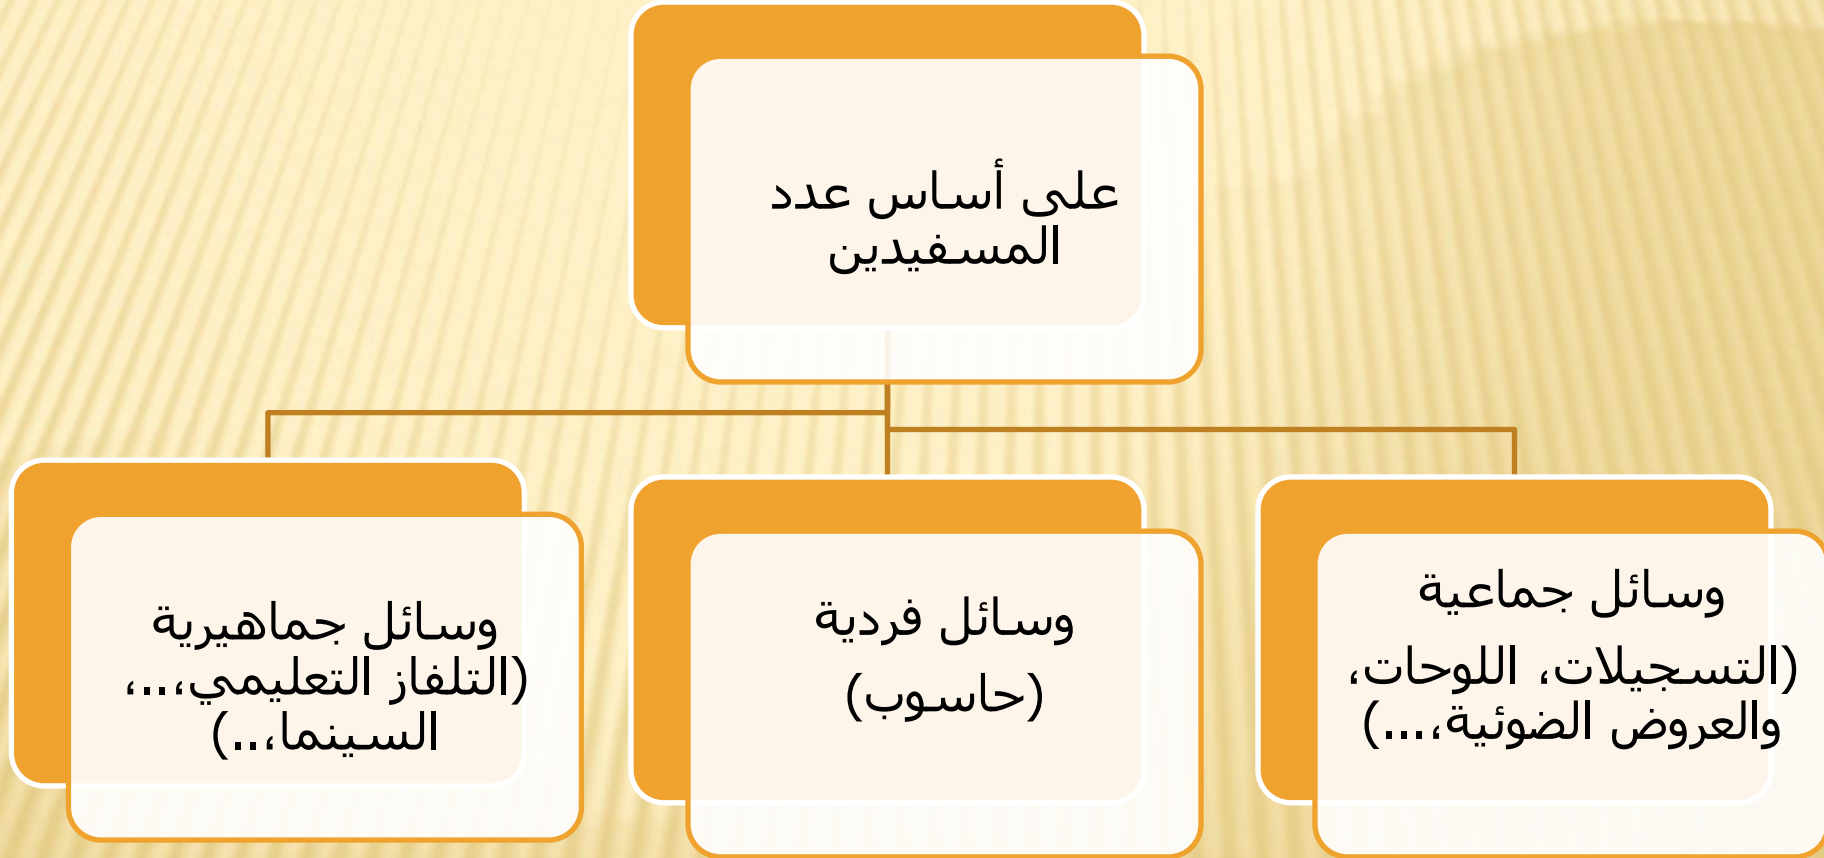 على أساس عدد
المسفيدين
وسائل جماعية
(التسجيلات، اللوحات،
والعروض الضوئية،...)
وسائل فردية
(حاسوب)
وسائل جماهيرية
(التلفاز التعليمي،..،
السينما،..)